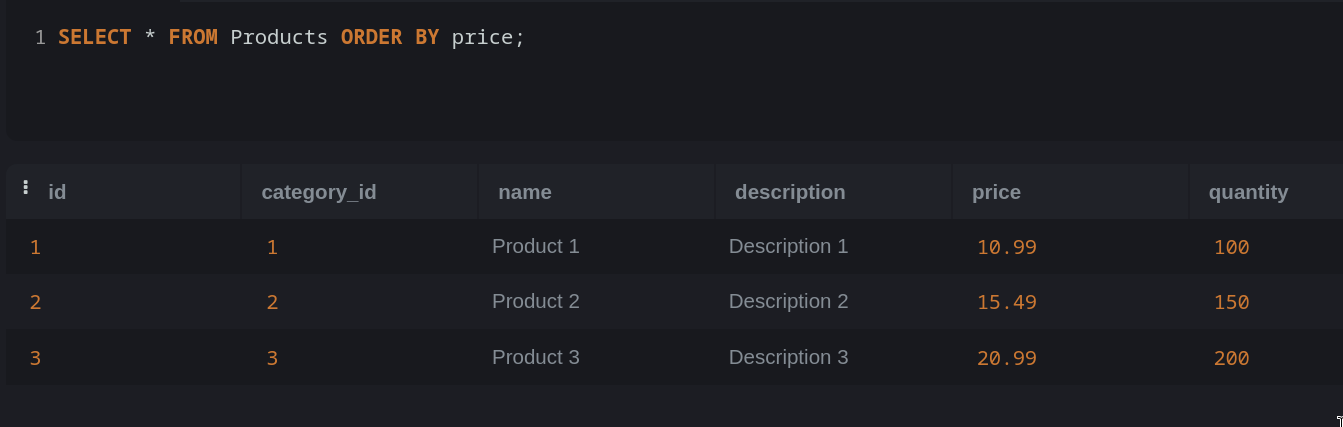 1 SELECT * FROM Products ORDER BY price;
id category_id name description price quantity
1 1 Product 1 Description 1 10.99 100
2 2 Product 2 Description 2 15.49 150
3 3 Product 3 Description 3 20.99 200